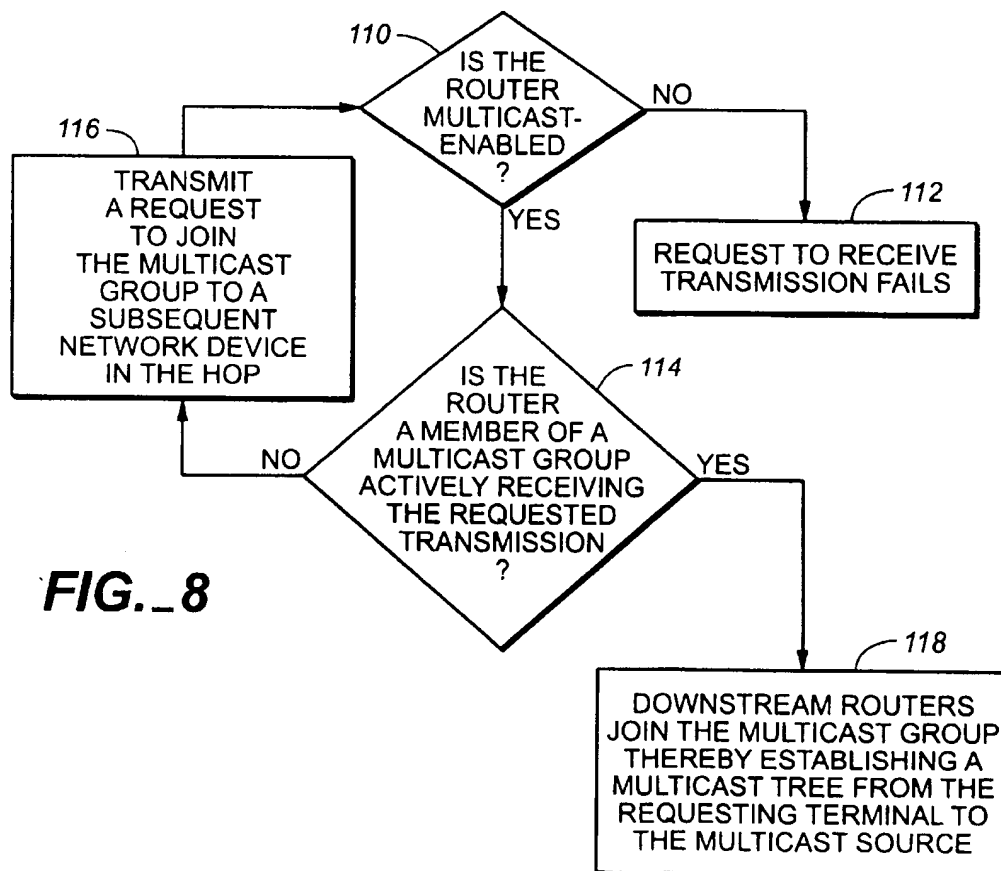 110
IS THE
ROUTER
MULTICAST-
ENABLED
?
NO
YES
116
TRANSMIT
A REQUEST
TO JOIN
THE MULTICAST
GROUP TO A
SUBSEQUENT
NETWORK DEVICE
IN THE HOP
112
REQUEST TO RECEIVE
TRANSMISSION FAILS
114
IS THE
ROUTER
A MEMBER OF A
MULTICAST GROUP
ACTIVELY RECEIVING
THE REQUESTED
TRANSMISSION
?
NO
YES
FIG._8
118
DOWNSTREAM ROUTERS
JOIN THE MULTICAST GROUP
THEREBY ESTABLISHING A
MULTICAST TREE FROM THE
REQUESTING TERMINAL TO
THE MULTICAST SOURCE